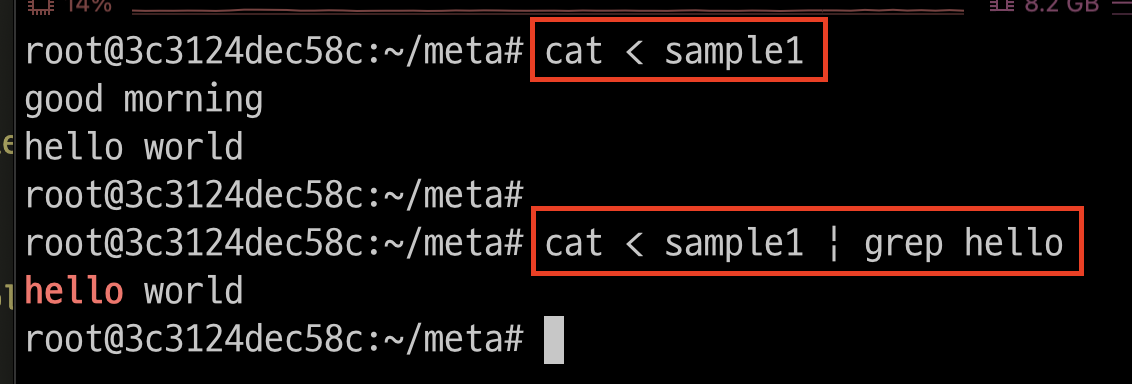 14% 8.2 GB
root@3c3124dec58c:~/meta# cat < sample1
good morning
hello world
root@3c3124dec58c:~/meta#
root@3c3124dec58c:~/meta# cat < sample1 | grep hello
hello world
root@3c3124dec58c:~/meta#